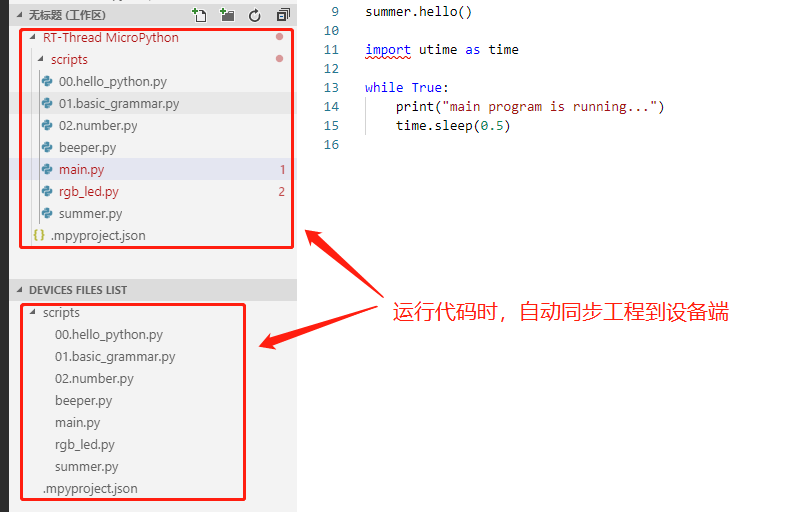 无标题 (工作区)
RT-Thread MicroPython
scripts
00.hello_python.py
01.basic_grammar.py
02.number.py
beeper.py
main.py 1
rgb_led.py 2
summer.py
{} .mpyproject.json
DEVICES FILES LIST
scripts
00.hello_python.py
01.basic_grammar.py
02.number.py
beeper.py
main.py
rgb_led.py
summer.py
.mpyproject.json
9 summer.hello()
10
11 import utime as time
12
13 while True:
14 print("main program is running...")
15 time.sleep(0.5)
16
运行代码时，自动同步工程到设备端